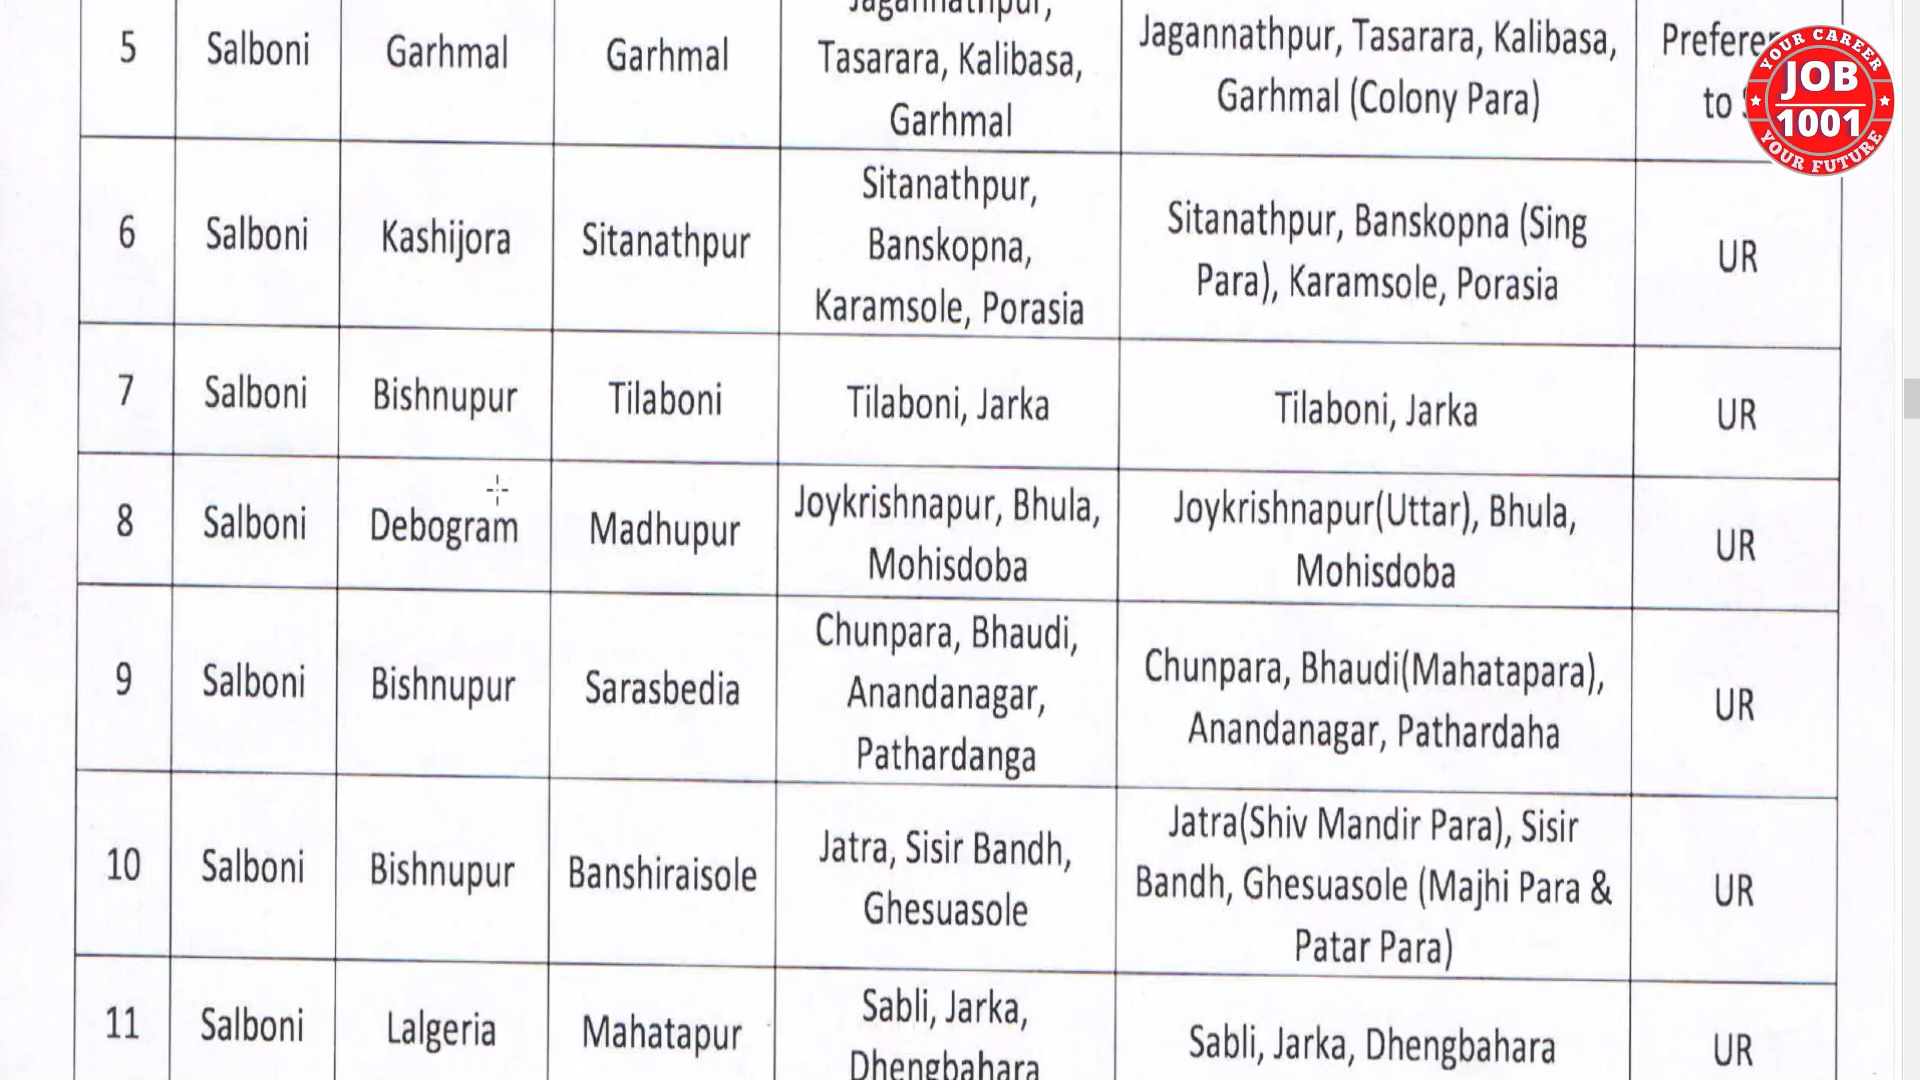 5 Salboni Garhmal Garhmal Jagannathpur, Tasarara, Kalibasa, Garhmal Jagannathpur, Tasarara, Kalibasa, Garhmal (Colony Para) to
6 Salboni Kashijora Sitanathpur Sitanathpur, Banskopna, Karamsole, Porasia Sitanathpur, Banskopna (Sing Para), Karamsole, Porasia UR
7 Salboni Bishnupur Tilaboni Tilaboni, Jarka Tilaboni, Jarka UR
8 Salboni Debogram Madhupur Joykrishnapur, Bhula, Mohisdoba Joykrishnapur(Uttar), Bhula, Mohisdoba UR
9 Salboni Bishnupur Sarasbedia Chunpara, Bhaudi, Anandanagar, Pathardanga Chunpara, Bhaudi(Mahatapara), Anandanagar, Pathardaha UR
10 Salboni Bishnupur Banshiraisole Jatra, Sisir Bandh, Ghesuasole Jatra(Shiv Mandir Para), Sisir Bandh, Ghesuasole (Majhi Para & Patar Para) UR
11 Salboni Lalgeria Mahatapur Sabli, Jarka, Dhengbahara Sabli, Jarka, Dhengbahara UR
YOUR CAREER
JOB
1001
YOUR FUTURE